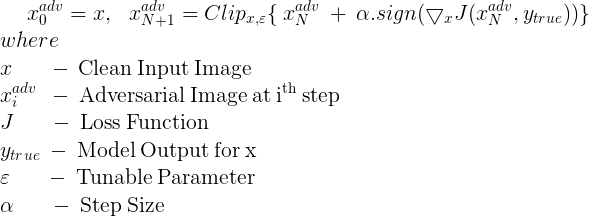 x_0^{adv} = x, x_{N+1}^{adv} = Clip_{x,ε}{ x_N^{adv} + α.sign(▽_x J(x_N^{adv}, y_{true}))}
where
x – Clean Input Image
x_i^{adv} – Adversarial Image at i^{th} step
J – Loss Function
y_{true} – Model Output for x
ε – Tunable Parameter
α – Step Size